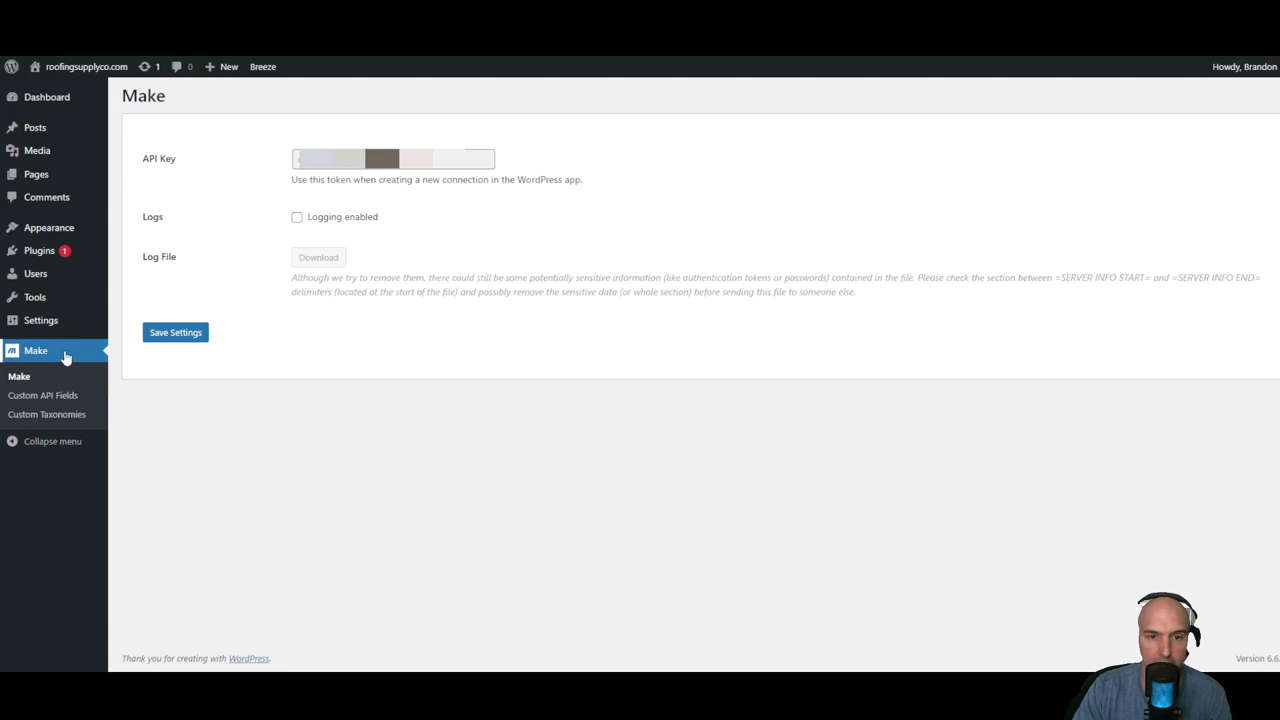 roofingsupplyco.com
1
0
New
Breeze
Howdy, Brandon
Dashboard
Posts
Media
Pages
Comments
Appearance
Plugins 1
Users
Tools
Settings
Make
Make
Custom API Fields
Custom Taxonomies
Collapse menu
Make
API Key
Use this token when creating a new connection in the WordPress app.
Logs
Logging enabled
Log File
Download
Although we try to remove them, there could still be some potentially sensitive information (like authentication tokens or passwords) contained in the file. Please check the section between =SERVER INFO START= and =SERVER INFO END=
delimiters (located at the start of the file) and possibly remove the sensitive data (or whole section) before sending this file to someone else.
Save Settings
Thank you for creating with WordPress.
Version 6.6.